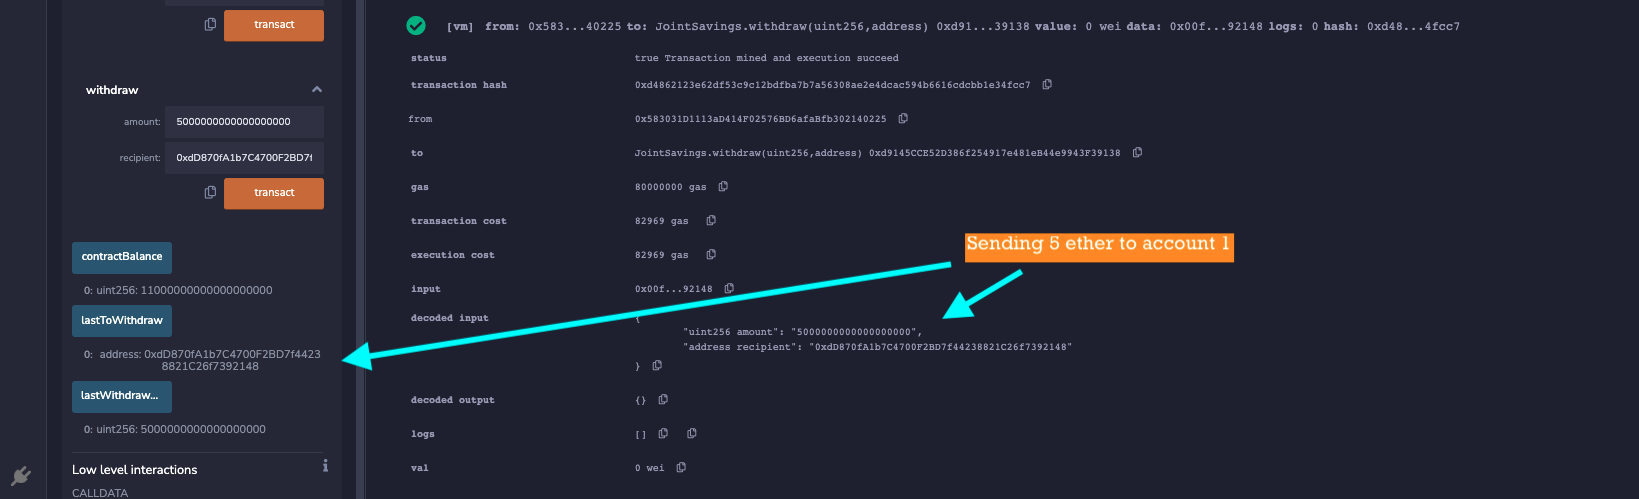 transact
withdraw
amount: 5000000000000000000
recipient: 0xdD870fA1b7C4700F2BD7f
transact
contractBalance
0: uint256: 11000000000000000000
lastToWithdraw
0: address: 0xdD870fA1b7C4700F2BD7f4423
8821C26f7392148
lastWithdraw...
0: uint256: 5000000000000000000
Low level interactions
i
CALLDATA
[vm] from: 0x583...40225 to: JointSavings.withdraw(uint256,address) 0xd91...39138 value: 0 wei data: 0x00f...92148 logs: 0 hash: 0xd48...4fcc7
status true Transaction mined and execution succeed
transaction hash 0xd4862123e62df53c9c12bdfba7b7a56308ae2e4dcac594b6616cdcbb1e34fcc7
from 0x583031D1113aD414F02576BD6afaBfb302140225
to JointSavings.withdraw(uint256,address) 0xd9145CCE52D386f254917e481eB44e9943F39138
gas 80000000 gas
transaction cost 82969 gas
Sending 5 ether to account 1
execution cost 82969 gas
input 0x00f...92148
decoded input {
"uint256 amount": "5000000000000000000",
"address recipient": "0xdD870fA1b7C4700F2BD7f44238821C26f7392148"
}
decoded output {}
logs []
val 0 wei